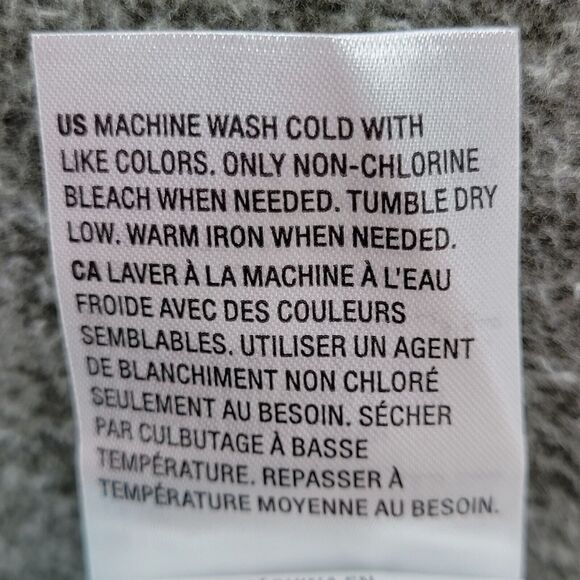 US MACHINE WASH COLD WITH
LIKE COLORS. ONLY NON-CHLORINE
BLEACH WHEN NEEDED. TUMBLE DRY
LOW. WARM IRON WHEN NEEDED.
CA LAVER À LA MACHINE À L'EAU
FROIDE AVEC DES COULEURS
SEMBLABLES. UTILISER UN AGENT
DE BLANCHIMENT NON CHLORÉ
SEULEMENT AU BESOIN. SÉCHER
PAR CULBUTAGE À BASSE
TEMPÉRATURE. REPASSER À
TEMPÉRATURE MOYENNE AU BESOIN.